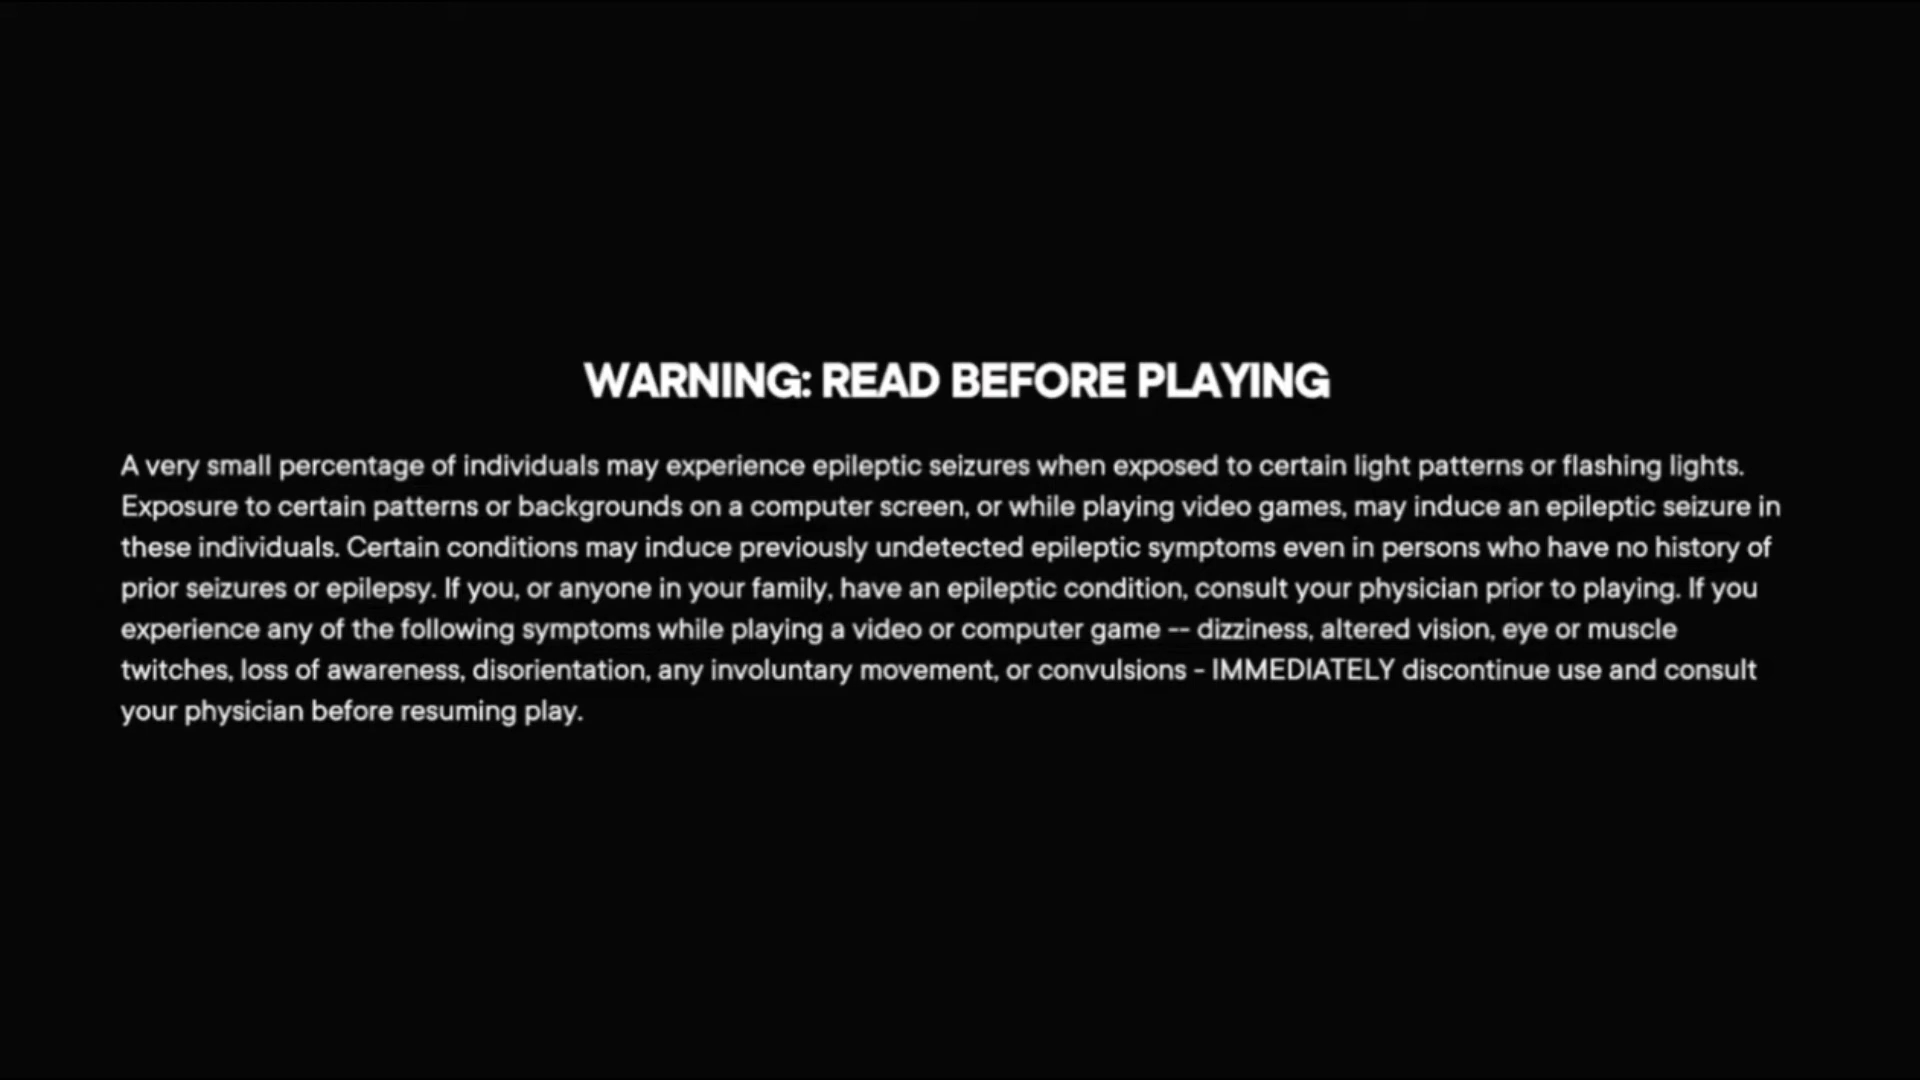 WARNING: READ BEFORE PLAYING
A very small percentage of individuals may experience epileptic seizures when exposed to certain light patterns or flashing lights.
Exposure to certain patterns or backgrounds on a computer screen, or while playing video games, may induce an epileptic seizure in
these individuals. Certain conditions may induce previously undetected epileptic symptoms even in persons who have no history of
prior seizures or epilepsy. If you, or anyone in your family, have an epileptic condition, consult your physician prior to playing. If you
experience any of the following symptoms while playing a video or computer game -- dizziness, altered vision, eye or muscle
twitches, loss of awareness, disorientation, any involuntary movement, or convulsions - IMMEDIATELY discontinue use and consult
your physician before resuming play.